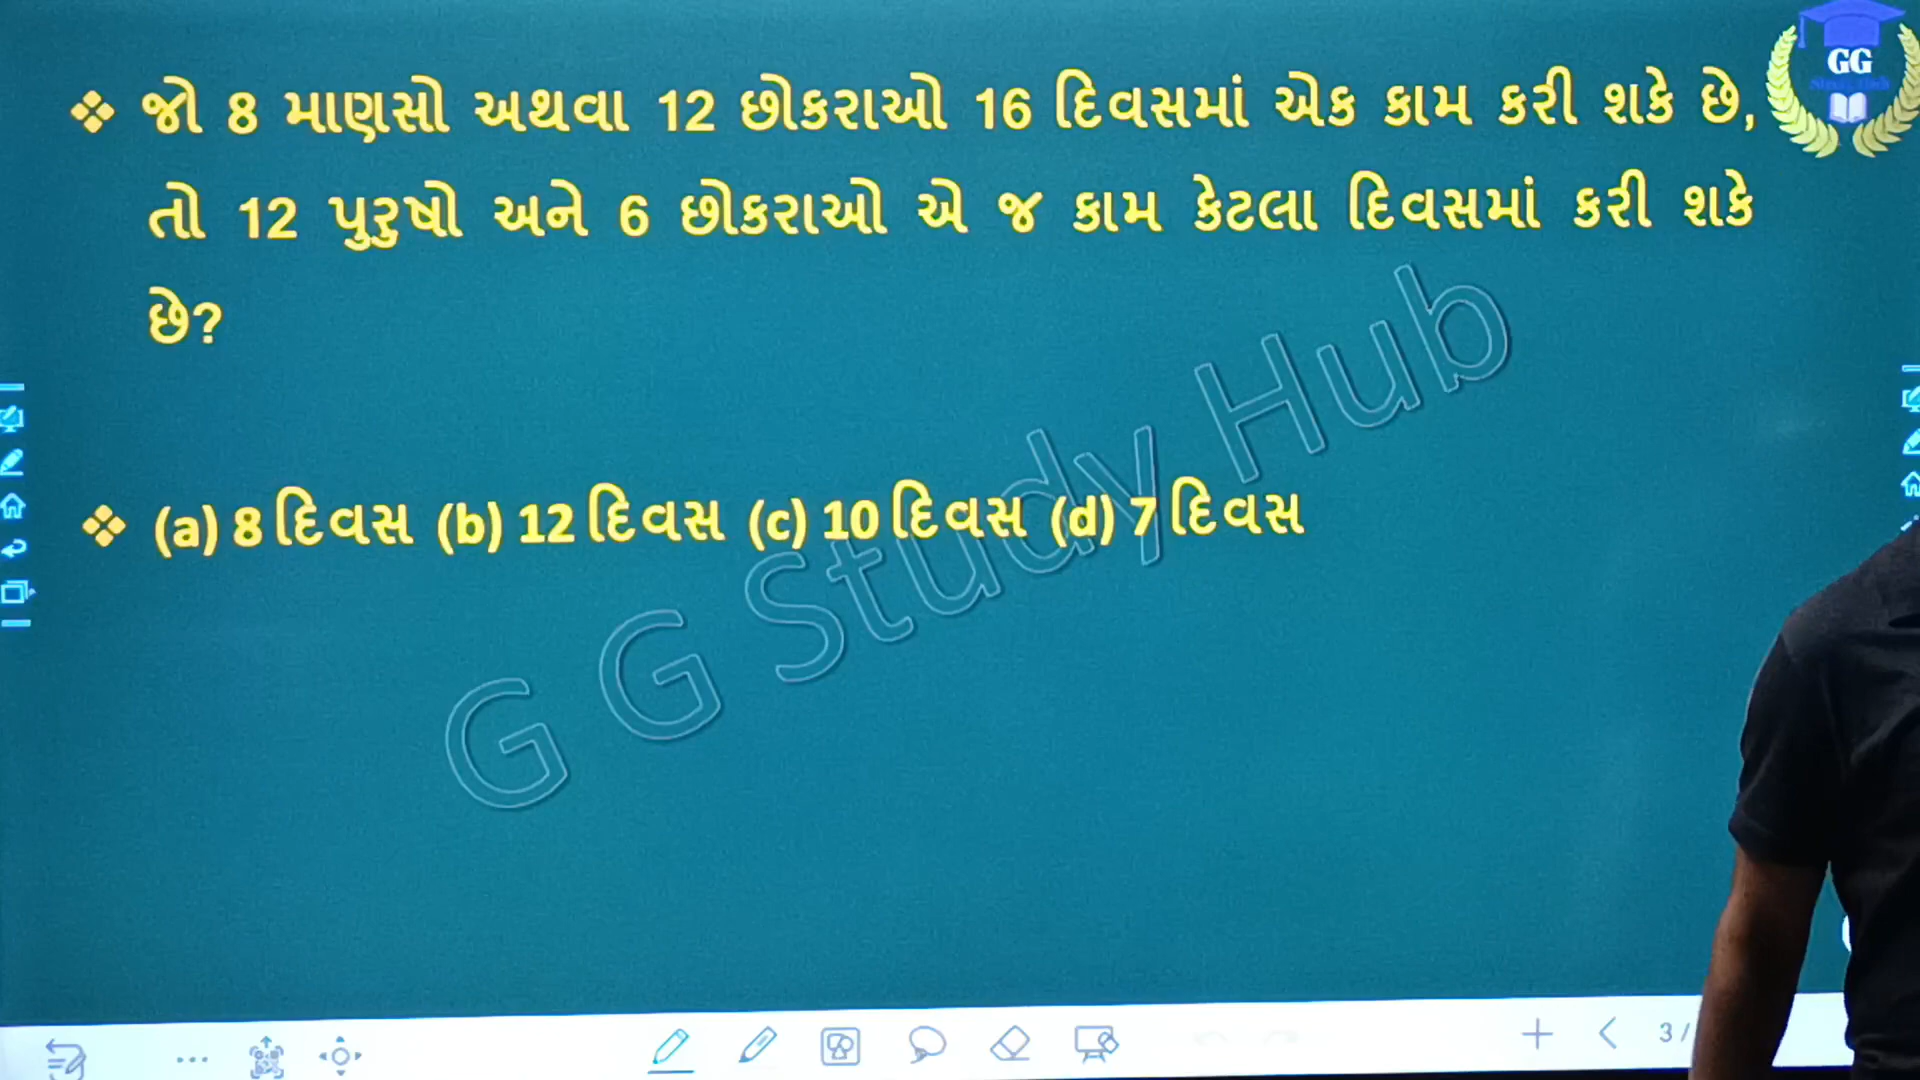 GG
❖ જો 8 માણસો અથવા 12 છોકરાઓ 16 દિવસમાં એક કામ કરી શકે છે,
તો 12 પુરુષો અને 6 છોકરાઓ એ જ કામ કેટલા દિવસમાં કરી શકે
છે?
❖ (a) 8 દિવસ (b) 12 દિવસ (c) 10 દિવસ (d) 7 દિવસ
G G Study Hub
3 /